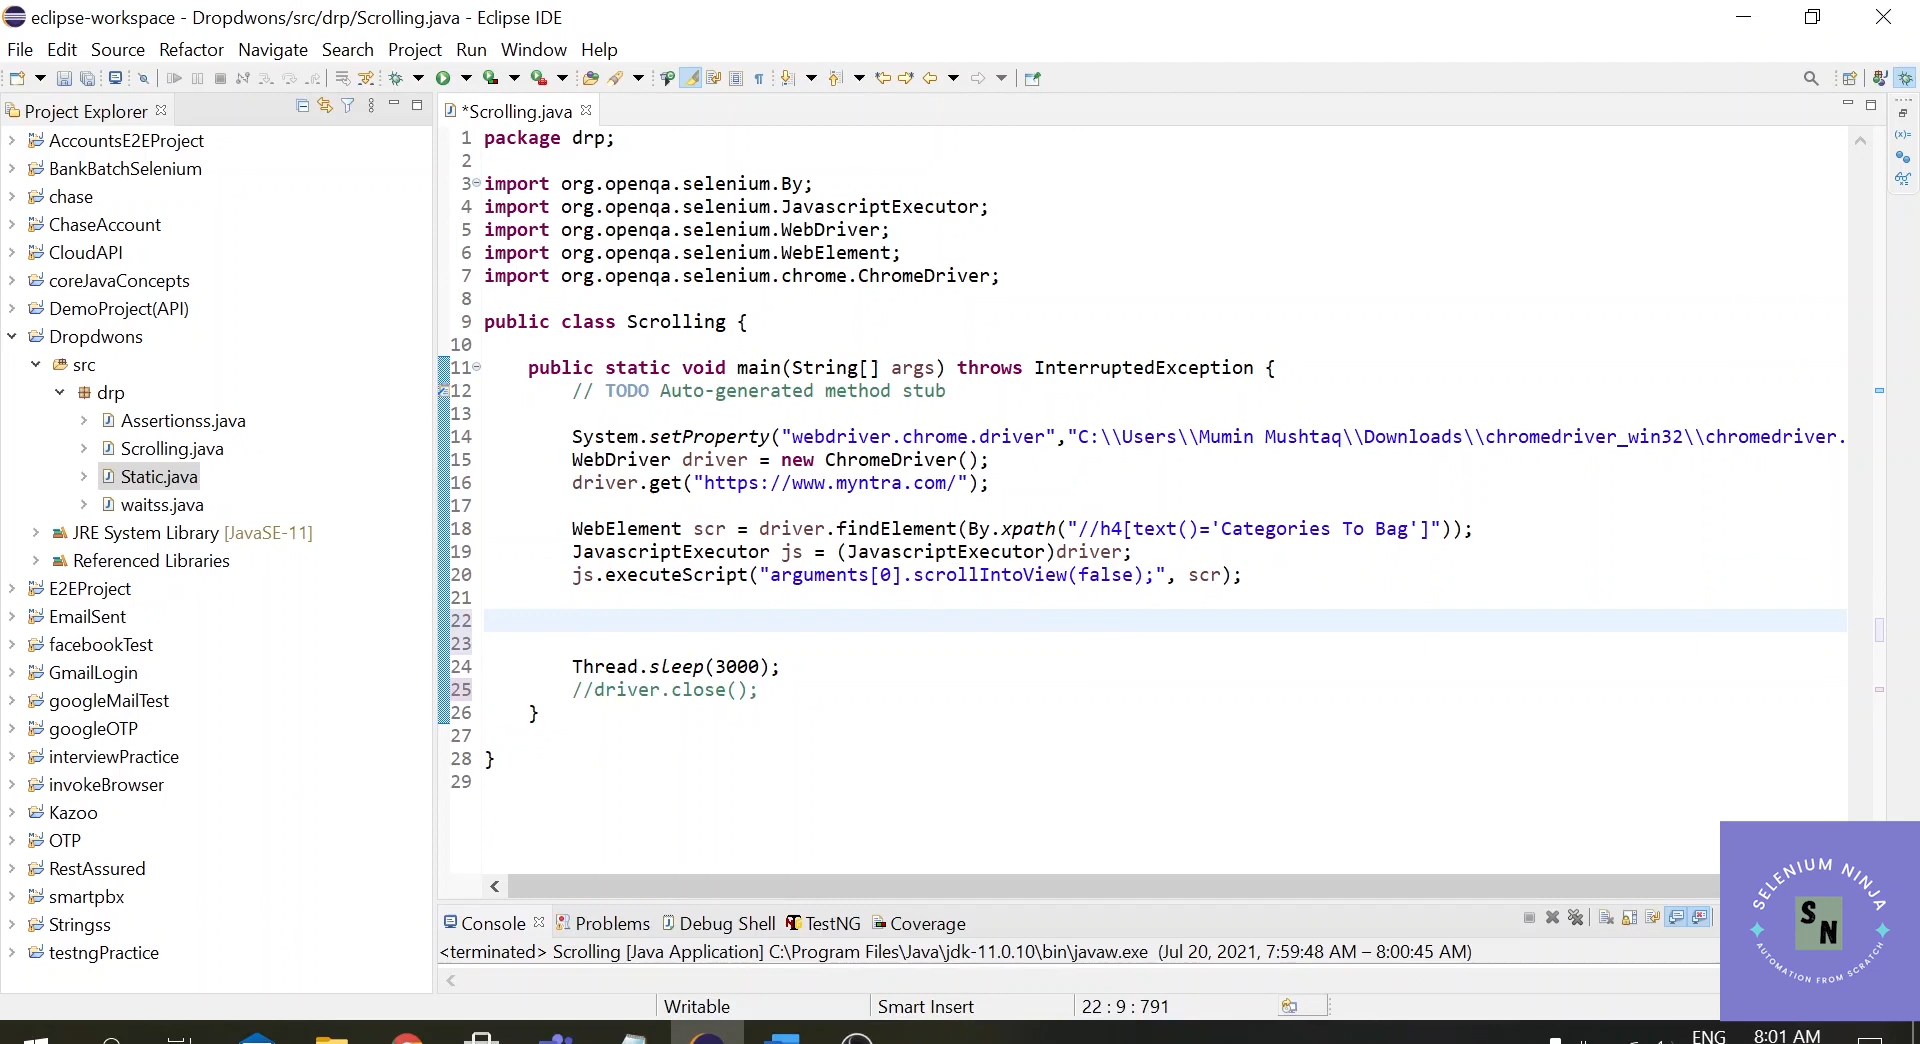 eclipse-workspace - Dropdwons/src/drp/Scrolling.java - Eclipse IDE
File Edit Source Refactor Navigate Search Project Run Window Help
Project Explorer
AccountsE2EProject
BankBatchSelenium
chase
ChaseAccount
CloudAPI
coreJavaConcepts
DemoProject(API)
Dropdwons
src
drp
Assertionss.java
Scrolling.java
Static.java
waitss.java
JRE System Library [JavaSE-11]
Referenced Libraries
E2EProject
EmailSent
facebookTest
GmailLogin
googleMailTest
googleOTP
interviewPractice
invokeBrowser
Kazoo
OTP
RestAssured
smartpbx
Stringss
testngPractice
*Scrolling.java
1 package drp;
2
3 import org.openqa.selenium.By;
4 import org.openqa.selenium.JavascriptExecutor;
5 import org.openqa.selenium.WebDriver;
6 import org.openqa.selenium.WebElement;
7 import org.openqa.selenium.chrome.ChromeDriver;
8
9 public class Scrolling {
10
11 public static void main(String[] args) throws InterruptedException {
12 // TODO Auto-generated method stub
13
14 System.setProperty("webdriver.chrome.driver","C:\\Users\\Mumin Mushtaq\\Downloads\\chromedriver_win32\\chromedriver.
15 WebDriver driver = new ChromeDriver();
16 driver.get("https://www.myntra.com/");
17
18 WebElement scr = driver.findElement(By.xpath("//h4[text()='Categories To Bag']"));
19 JavascriptExecutor js = (JavascriptExecutor)driver;
20 js.executeScript("arguments[0].scrollIntoView(false);", scr);
21
22
23
24 Thread.sleep(3000);
25 //driver.close();
26 }
27
28 }
29
Console Problems Debug Shell TestNG Coverage
<terminated> Scrolling [Java Application] C:\Program Files\Java\jdk-11.0.10\bin\javaw.exe (Jul 20, 2021, 7:59:48 AM – 8:00:45 AM)
Writable Smart Insert 22 : 9 : 791
SELENIUM NINJA
S
N
AUTOMATION FROM SCRATCH
ENG 8:01 AM